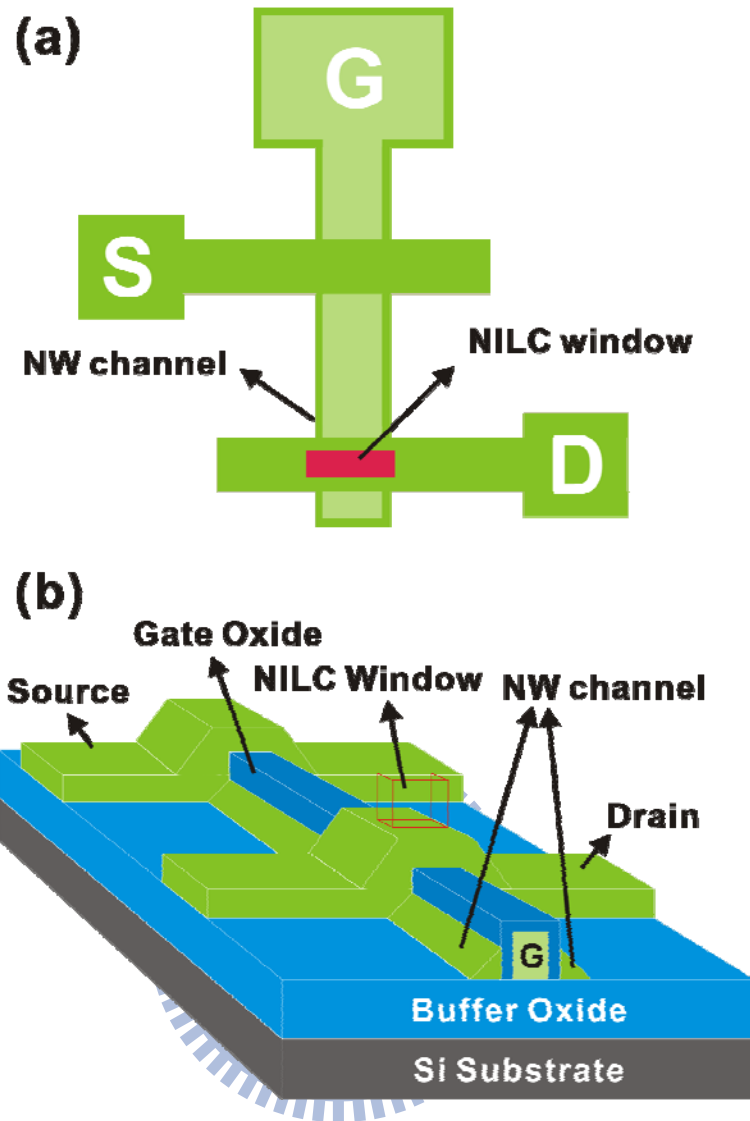 (a)
G
S
NW channel
NILC window
D
(b)
Gate Oxide
Source
NILC Window
NW channel
Drain
G
Buffer Oxide
Si Substrate